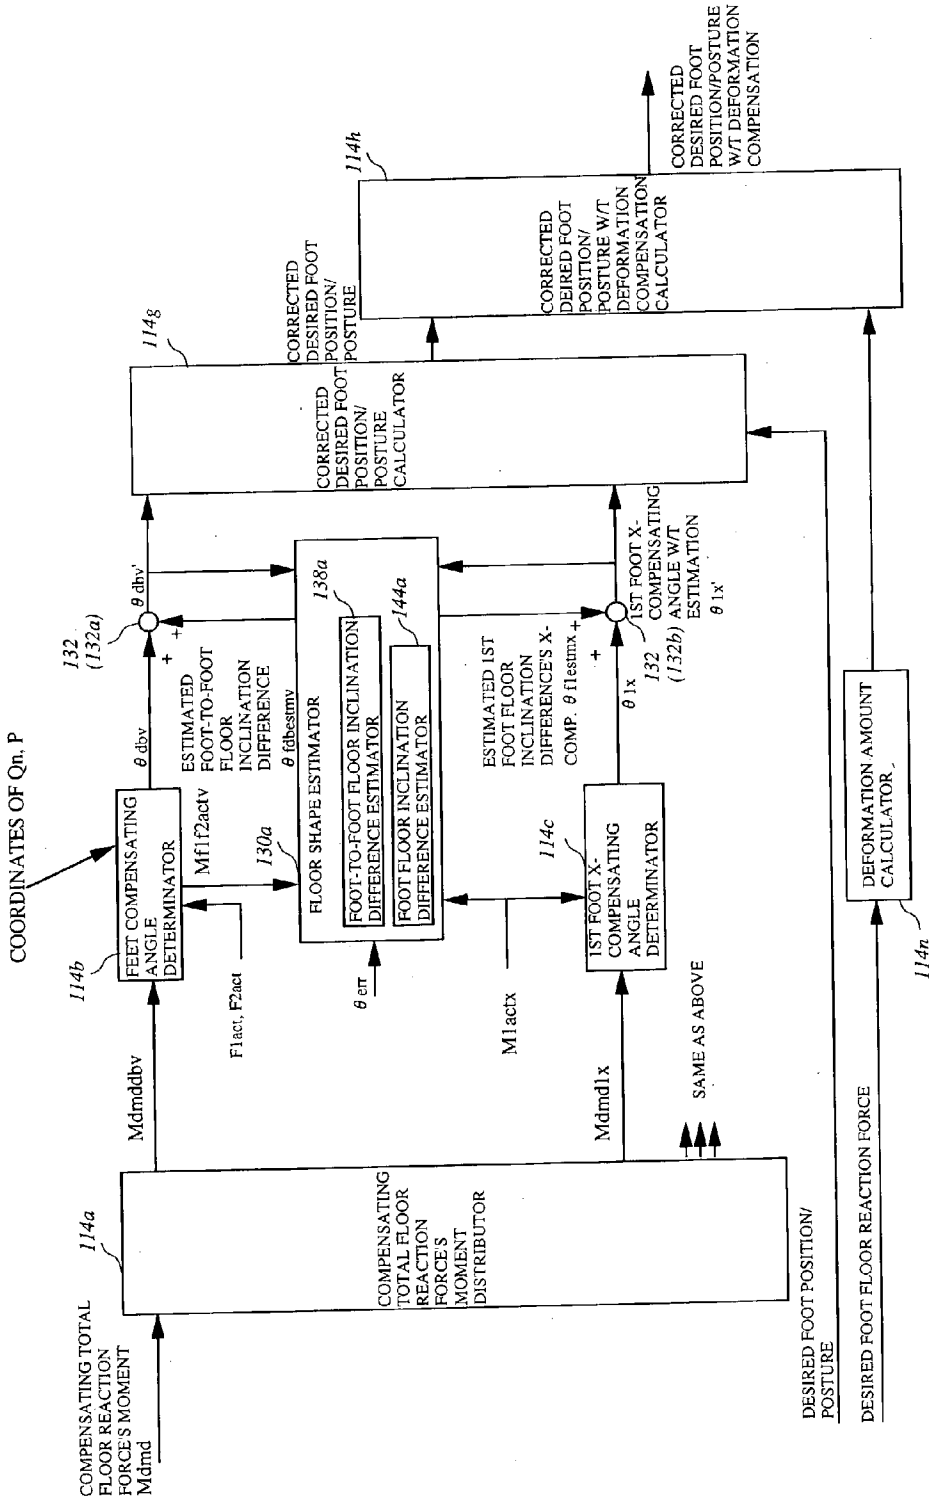 COORDINATES OF Qn, P
COMPENSATING TOTAL
FLOOR REACTION
FORCE'S MOMENT
Mdmd
114a
COMPENSATING
TOTAL FLOOR
REACTION
FORCE'S
MOMENT
DISTRIBUTOR
Mdmddbv
114b
FEET COMPENSATING
ANGLE
DETERMINATOR
F1act, F2act
Mf1f2actv
θ dbv
132
(132a)
+
+
θ dbv'
ESTIMATED
FOOT-TO-FOOT
FLOOR
INCLINATION
DIFFERENCE
θ fdbestmv
130a
FLOOR SHAPE ESTIMATOR
138a
FOOT-TO-FOOT FLOOR INCLINATION
DIFFERENCE ESTIMATOR
144a
FOOT FLOOR INCLINATION
DIFFERENCE ESTIMATOR
θ err
M1actx
Mdmd1x
114c
1ST FOOT X-
COMPENSATING
ANGLE
DETERMINATOR
ESTIMATED 1ST
FOOT FLOOR
INCLINATION
DIFFERENCE'S X-
COMP. θ f1estmx
+
+
θ 1x
132
(132b)
1ST FOOT X-
COMPENSATING
ANGLE W/T
ESTIMATION
θ 1x'
SAME AS ABOVE
114g
CORRECTED
DESIRED FOOT
POSITION/
POSTURE
CALCULATOR
CORRECTED
DESIRED FOOT
POSITION/
POSTURE
114h
CORRECTED
DEIRED FOOT
POSITION/
POSTURE W/T
DEFORMATION
COMPENSATION
CALCULATOR
CORRECTED
DESIRED FOOT
POSITION/POSTURE
W/T DEFORMATION
COMPENSATION
DESIRED FOOT POSITION/
POSTURE
DESIRED FOOT FLOOR REACTION FORCE
DEFORMATION AMOUNT
CALCULATOR
114n